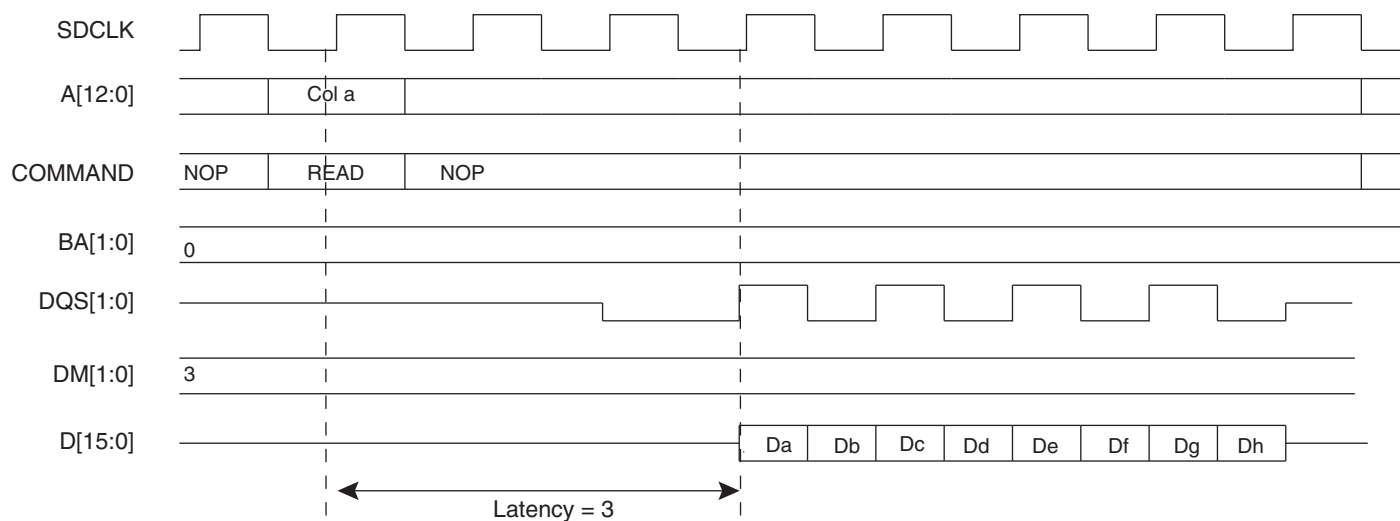 SDCLK
A[12:0] Col a
COMMAND NOP READ NOP
BA[1:0] 0
DQS[1:0]
DM[1:0] 3
D[15:0] Da Db Dc Dd De Df Dg Dh
Latency = 3